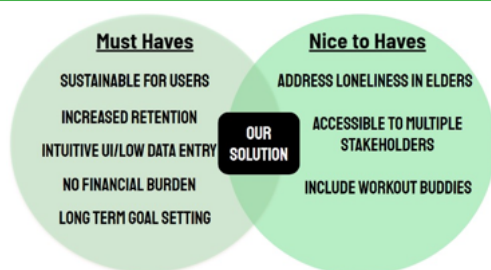 Must Haves
SUSTAINABLE FOR USERS
INCREASED RETENTION
INTUITIVE UI/LOW DATA ENTRY
NO FINANCIAL BURDEN
LONG TERM GOAL SETTING
OUR
SOLUTION
Nice to Haves
ADDRESS LONELINESS IN ELDERS
ACCESSIBLE TO MULTIPLE
STAKEHOLDERS
INCLUDE WORKOUT BUDDIES